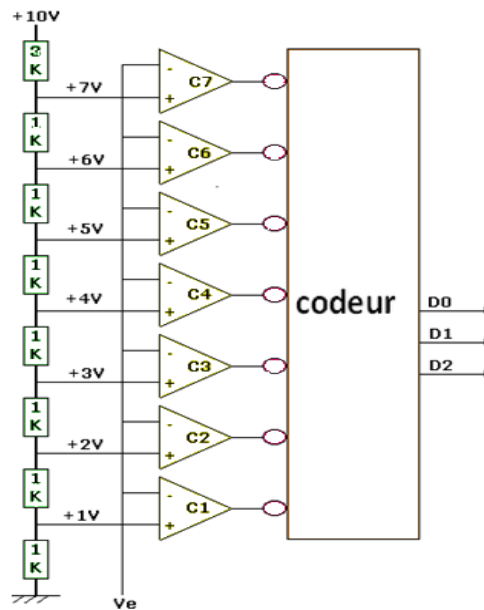 +10V
3
K
+7V
-
+
C7
1
K
+6V
-
+
C6
1
K
+5V
-
+
C5
1
K
+4V
-
+
C4
codeur
D0
D1
D2
1
K
+3V
-
+
C3
1
K
+2V
-
+
C2
1
K
+1V
-
+
C1
1
K
Ve